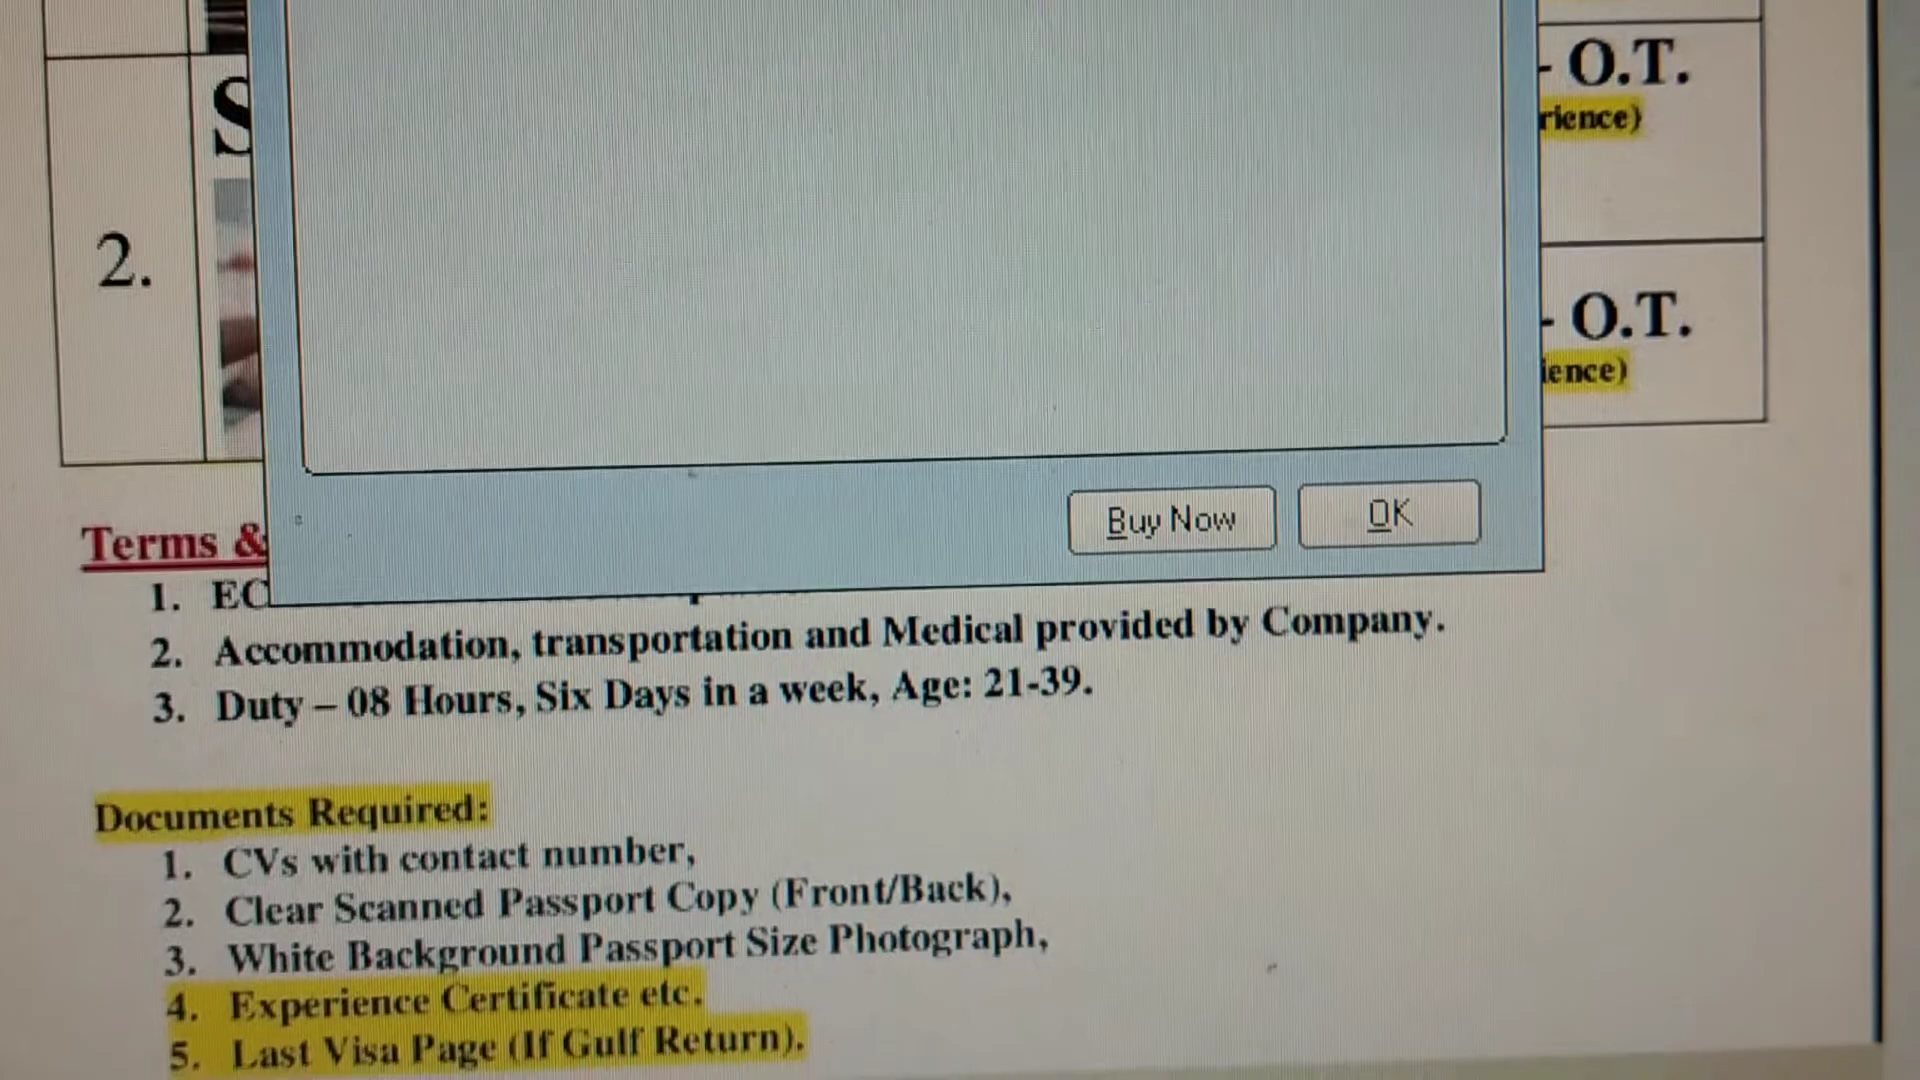 - O.T.
rience)
2.
- O.T.
ience)
Buy Now
OK
Terms &
1. EC
2. Accommodation, transportation and Medical provided by Company.
3. Duty – 08 Hours, Six Days in a week, Age: 21-39.
Documents Required:
1. CVs with contact number,
2. Clear Scanned Passport Copy (Front/Back),
3. White Background Passport Size Photograph,
4. Experience Certificate etc.
5. Last Visa Page (If Gulf Return).